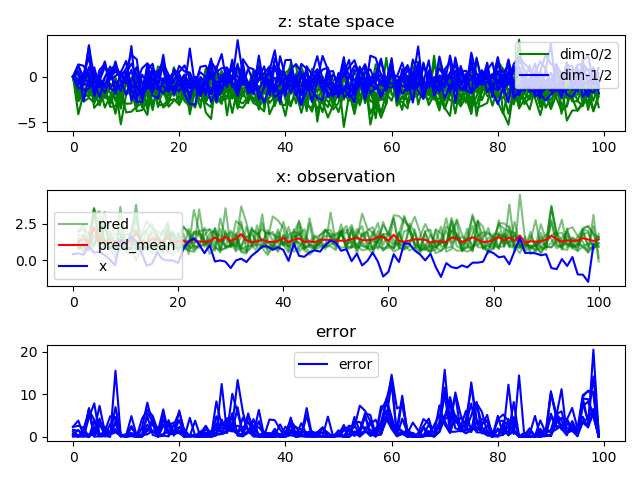 z: state space
0
−5
dim-0/2
dim-1/2
0 20 40 60 80 100
x: observation
2.5
0.0
pred
pred_mean
x
0 20 40 60 80 100
error
20
10
0
error
0 20 40 60 80 100